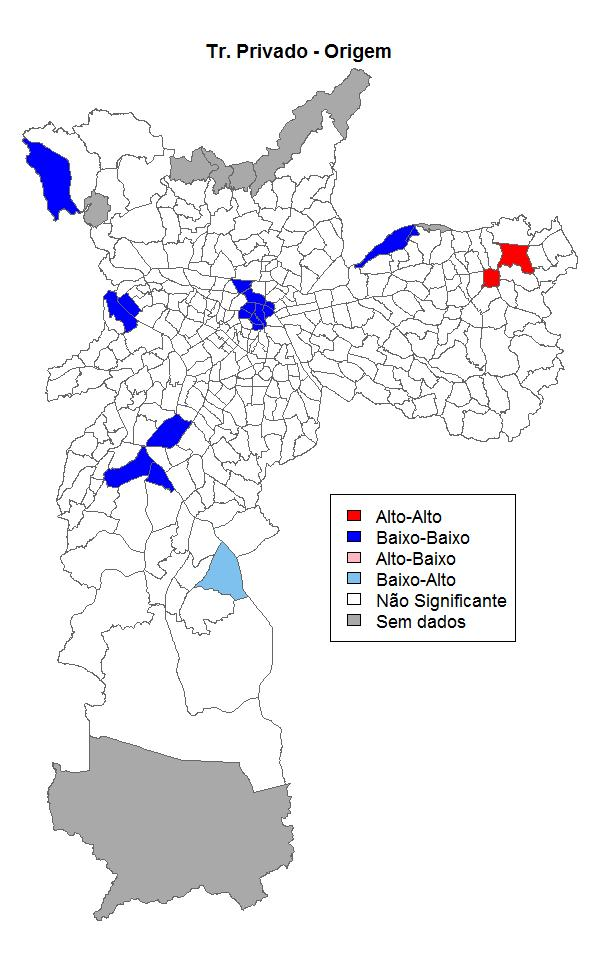 Tr. Privado - Origem
Alto-Alto
Baixo-Baixo
Alto-Baixo
Baixo-Alto
Não Significante
Sem dados